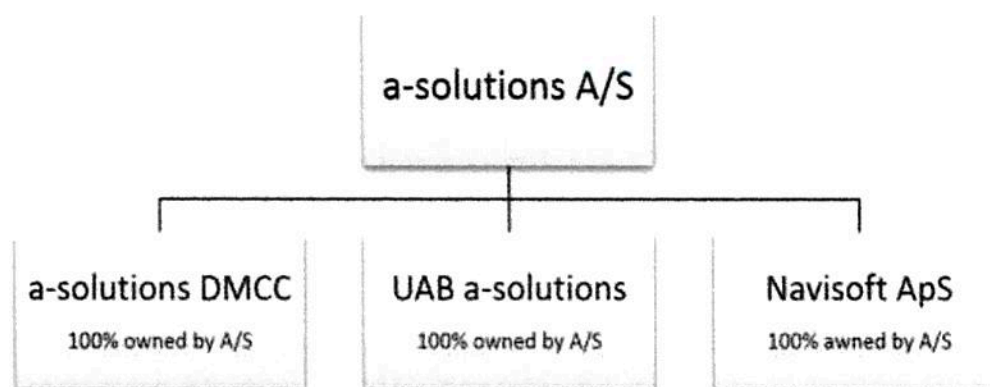 a-solutions A/S
a-solutions DMCC
100% owned by A/S
UAB a-solutions
100% owned by A/S
Navisoft ApS
100% awned by A/S